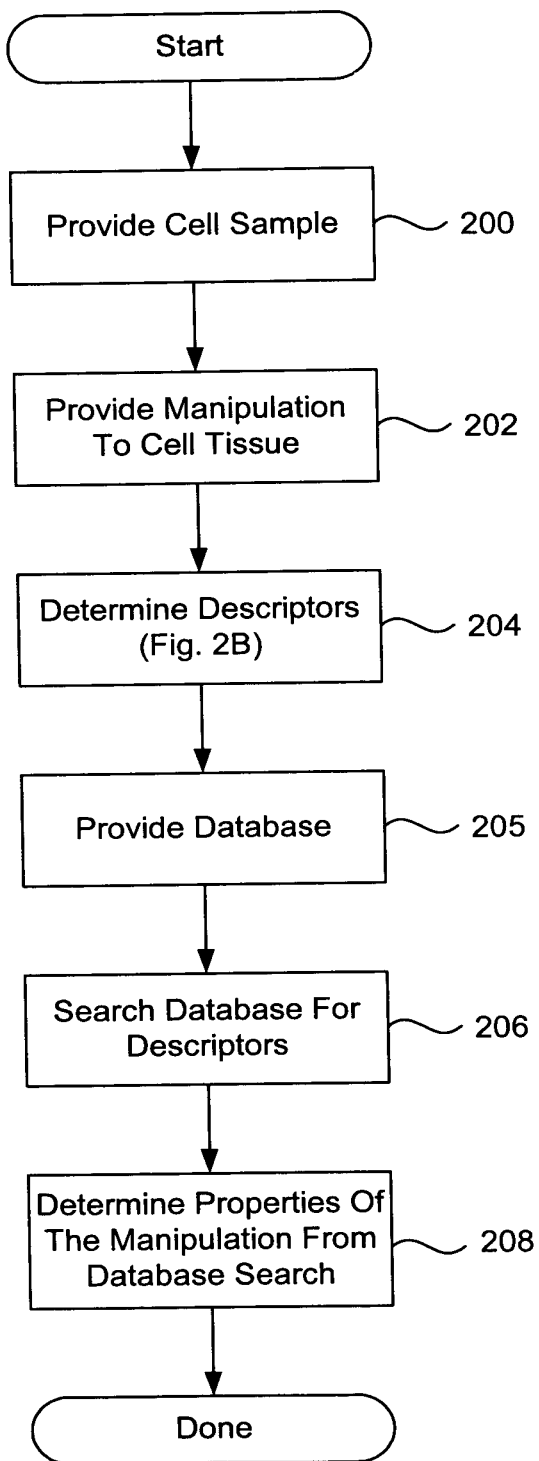 Start
Provide Cell Sample
200
Provide Manipulation
To Cell Tissue
202
Determine Descriptors
(Fig. 2B)
204
Provide Database
205
Search Database For
Descriptors
206
Determine Properties Of
The Manipulation From
Database Search
208
Done